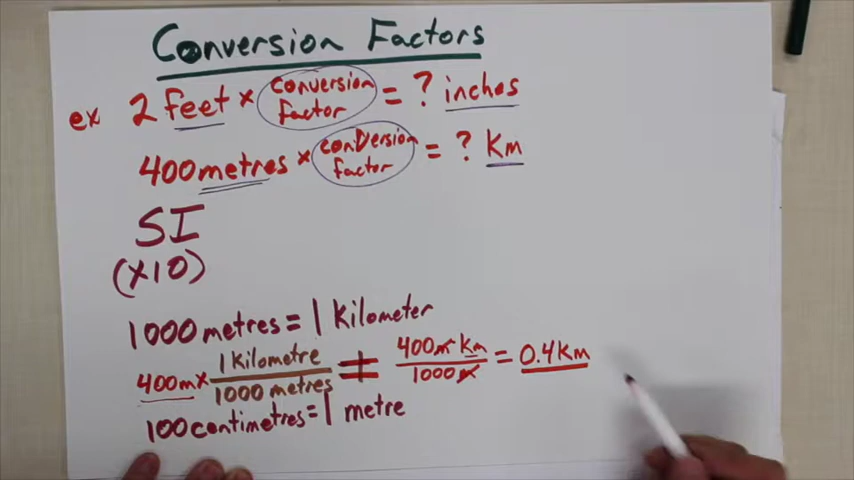 Conversion Factors
ex 2 feet × conversion factor = ? inches
400 metres × conversion factor = ? Km
SI
(×10)
1000 metres = 1 Kilometer
400m × 1 kilometre / 1000 metres = 400 m Km / 1000 m = 0.4 Km
100 centimetres = 1 metre